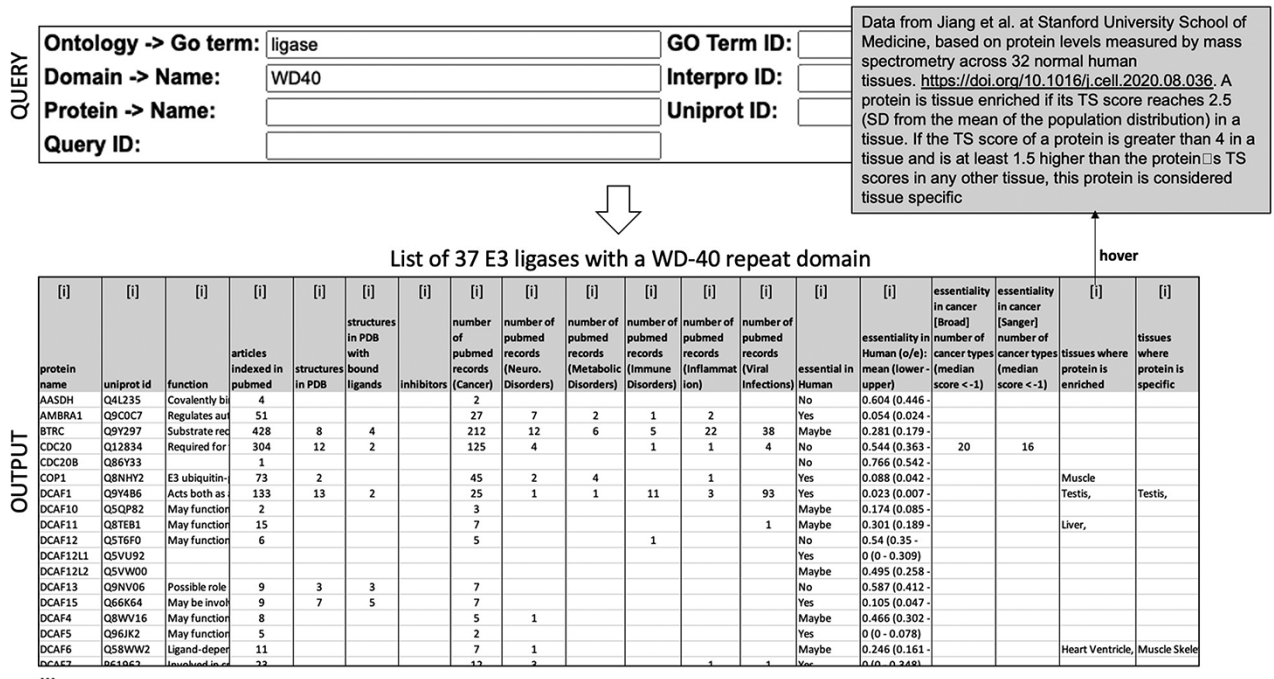 QUERY
Ontology -> Go term: ligase GO Term ID:
Domain -> Name: WD40 Interpro ID:
Protein -> Name: Uniprot ID:
Query ID:
Data from Jiang et al. at Stanford University School of
Medicine, based on protein levels measured by mass
spectrometry across 32 normal human
tissues. https://doi.org/10.1016/j.cell.2020.08.036. A
protein is tissue enriched if its TS score reaches 2.5
(SD from the mean of the population distribution) in a
tissue. If the TS score of a protein is greater than 4 in a
tissue and is at least 1.5 higher than the protein□s TS
scores in any other tissue, this protein is considered
tissue specific
hover
List of 37 E3 ligases with a WD-40 repeat domain
OUTPUT
[i] [i] [i] [i] [i] [i] [i] [i] [i] [i] [i] [i] [i] [i] [i] essentiality essentiality [i] [i]
in cancer in cancer
[Broad] [Sanger]
structures number number of number of number of number of number of number of number of
in PDB of pubmed pubmed pubmed pubmed pubmed essentiality in cancer types cancer types tissues where tissues where
articles with pubmed records records records records records Human (o/e): (median (median protein is protein is
protein indexed in structures bound records (Neuro. (Metabolic (Immune (Inflammat (Viral essential in mean (lower - score < -1) score < -1) enriched specific
name uniprot id function pubmed in PDB ligands inhibitors (Cancer) Disorders) Disorders) Disorders) ion) Infections) Human upper)
AASDH Q4L235 Covalently bi 4 2 No 0.604 (0.446 -
AMBRA1 Q9C0C7 Regulates aut 51 27 7 2 1 2 Yes 0.054 (0.024 -
BTRC Q9Y297 Substrate rec 428 8 4 212 12 6 5 22 38 Maybe 0.281 (0.179 -
CDC20 Q12834 Required for 304 12 2 125 4 1 1 4 No 0.544 (0.363 - 20 16
CDC20B Q86Y33 1 No 0.766 (0.542 -
COP1 Q8NHY2 E3 ubiquitin- 73 2 45 2 4 1 Yes 0.088 (0.042 - Muscle
DCAF1 Q9Y4B6 Acts both as 133 13 2 25 1 1 11 3 93 Yes 0.023 (0.007 - Testis, Testis,
DCAF10 Q5QP82 May function 2 3 Maybe 0.174 (0.085 -
DCAF11 Q8TEB1 May function 15 7 1 Maybe 0.301 (0.189 - Liver,
DCAF12 Q5T6F0 May function 6 5 1 No 0.54 (0.35 -
DCAF12L1 Q5VU92 Yes 0 (0 - 0.309)
DCAF12L2 Q5VW00 Maybe 0.495 (0.258 -
DCAF13 Q9NV06 Possible role 9 3 3 7 No 0.587 (0.412 -
DCAF15 Q66K64 May be invol 9 7 5 7 Yes 0.105 (0.047 -
DCAF4 Q8WV16 May function 8 5 1 Maybe 0.466 (0.302 -
DCAF5 Q96JK2 May function 5 2 Yes 0 (0 - 0.078)
DCAF6 Q58WW2 Ligand-deper 11 7 1 Maybe 0.246 (0.161 - Heart Ventricle, Muscle Skele
DCAF7 P61962 Involved in 23 12 3 1 1 Yes 0 (0 - 0.348)
...